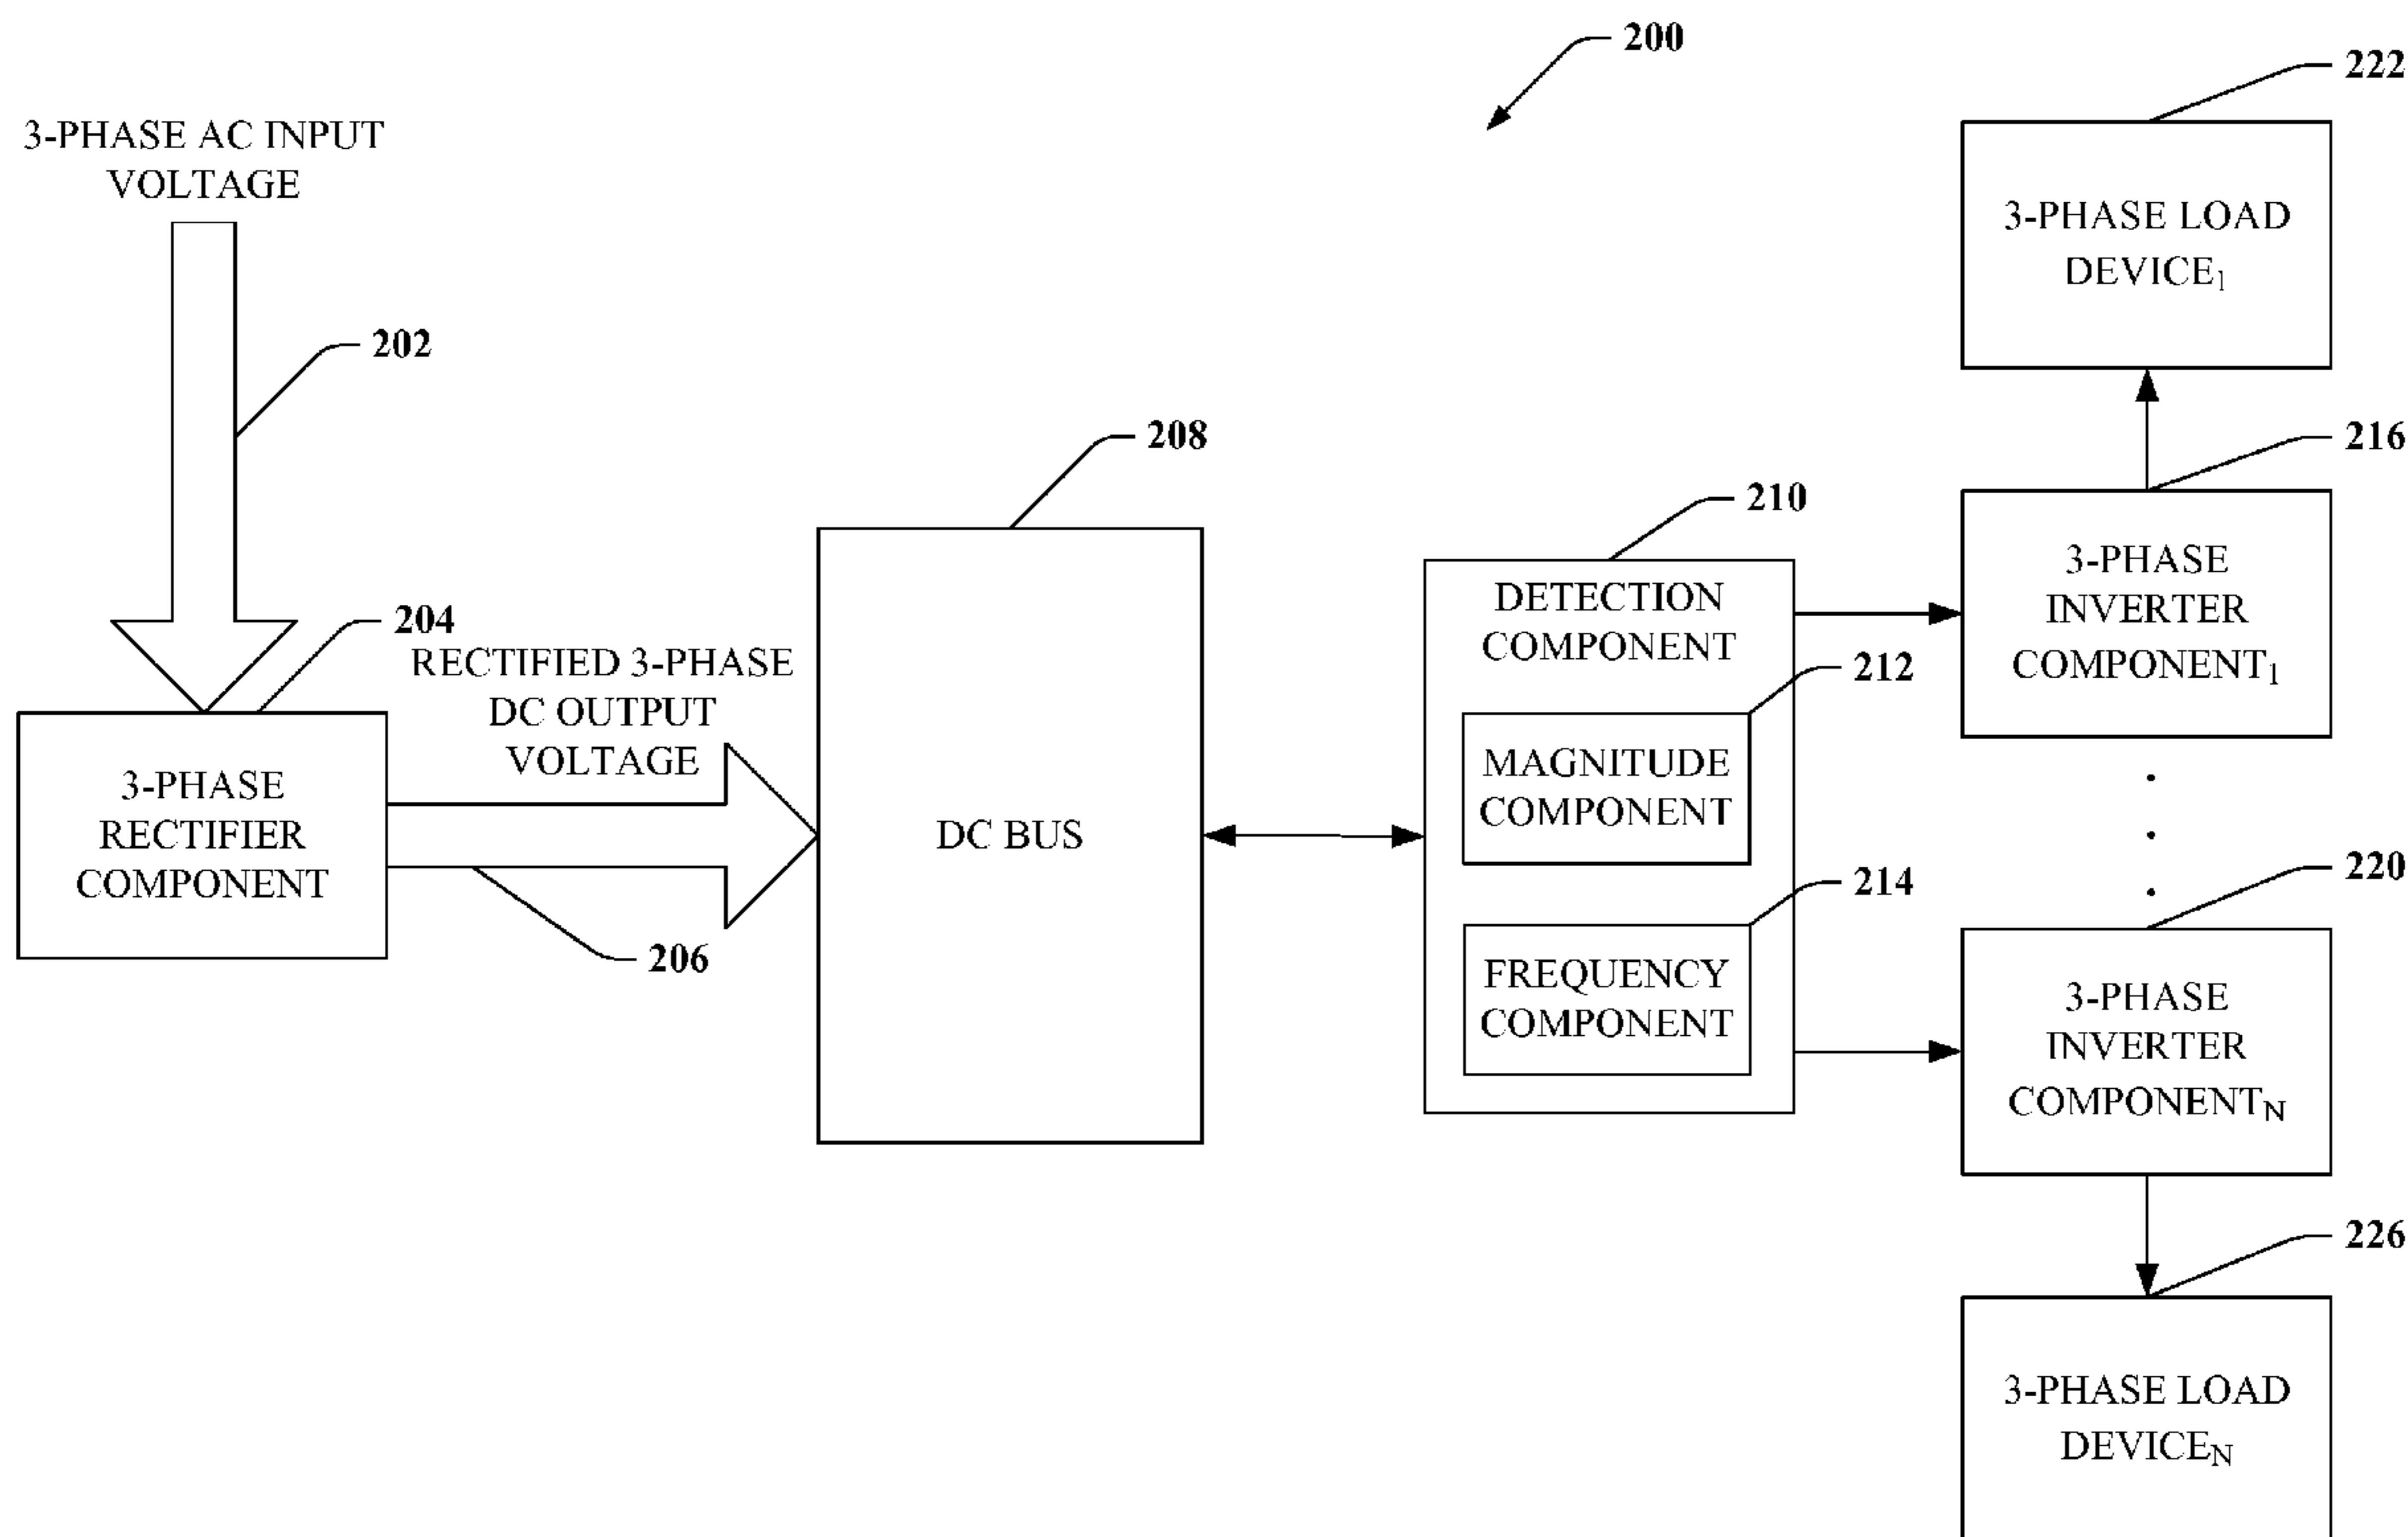 200
222
3-PHASE AC INPUT
VOLTAGE
3-PHASE LOAD
DEVICE1
202
208
216
210
3-PHASE
INVERTER
COMPONENT1
DETECTION
COMPONENT
204
RECTIFIED 3-PHASE
DC OUTPUT
VOLTAGE
212
MAGNITUDE
COMPONENT
3-PHASE
RECTIFIER
COMPONENT
DC BUS
206
214
FREQUENCY
COMPONENT
220
3-PHASE
INVERTER
COMPONENTN
226
3-PHASE LOAD
DEVICEN